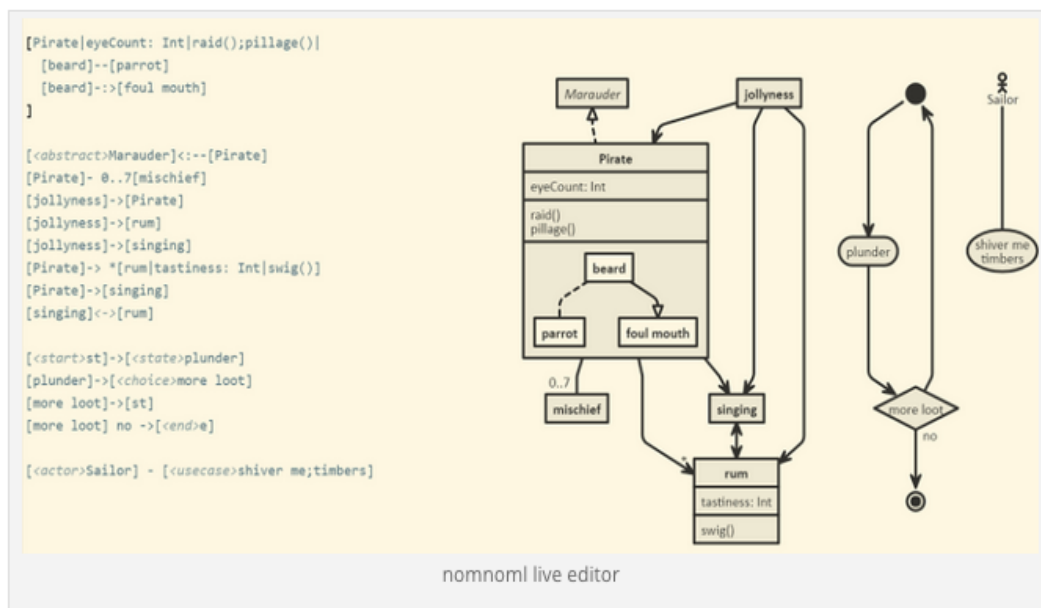 [Pirate|eyeCount: Int|raid();pillage()|
[beard]--[parrot]
[beard]-:>[foul mouth]
]
[<abstract>Marauder]<:--[Pirate]
[Pirate]- 0..7[mischief]
[jollyness]->[Pirate]
[jollyness]->[rum]
[jollyness]->[singing]
[Pirate]-> *[rum|tastiness: Int|swig()]
[Pirate]->[singing]
[singing]<->[rum]
[<start>st]->[<state>plunder]
[plunder]->[<choice>more loot]
[more loot]->[st]
[more loot] no ->[<end>e]
[<actor>Sailor] - [<usecase>shiver me;timbers]
Marauder
jollyness
Pirate
eyeCount: Int
raid()
pillage()
beard
parrot
foul mouth
0..7
mischief
singing
*
rum
tastiness: Int
swig()
plunder
more loot
no
Sailor
shiver me
timbers
nomnoml live editor